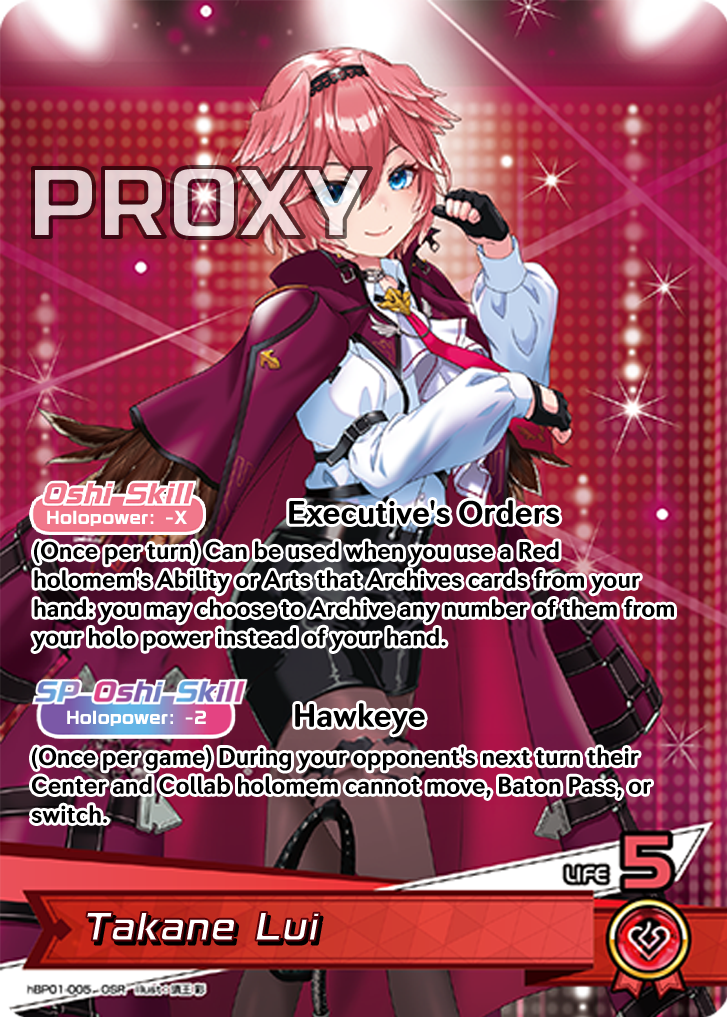 PROXY
Oshi Skill
Holopower: -X
Executive's Orders
(Once per turn) Can be used when you use a Red
holomem's Ability or Arts that Archives cards from your
hand: you may choose to Archive any number of them from
your holo power instead of your hand.
SP Oshi Skill
Holopower: -2
Hawkeye
(Once per game) During your opponent's next turn their
Center and Collab holomem cannot move, Baton Pass, or
switch.
LIFE 5
Takane Lui
hBP01-005 OSR illust: